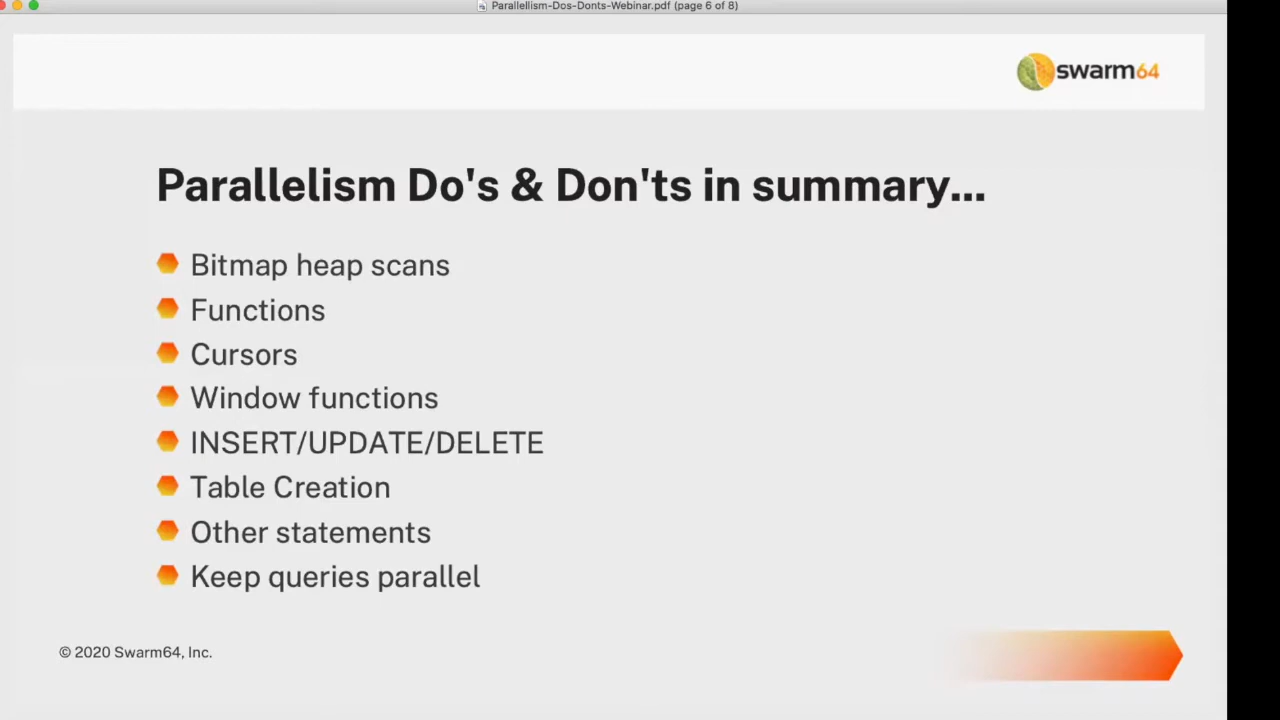 Parallellism-Dos-Donts-Webinar.pdf (page 6 of 8)
swarm64
Parallelism Do's & Don'ts in summary...
Bitmap heap scans
Functions
Cursors
Window functions
INSERT/UPDATE/DELETE
Table Creation
Other statements
Keep queries parallel
© 2020 Swarm64, Inc.